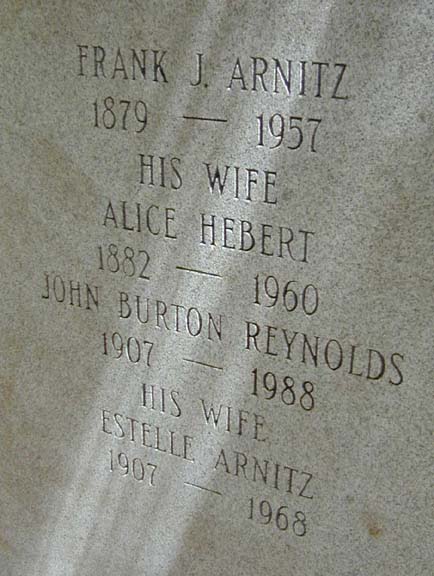 FRANK J. ARNITZ
1879 — 1957
HIS WIFE
ALICE HEBERT
1882 — 1960
JOHN BURTON REYNOLDS
1907 — 1988
HIS WIFE
ESTELLE ARNITZ
1907 — 1968